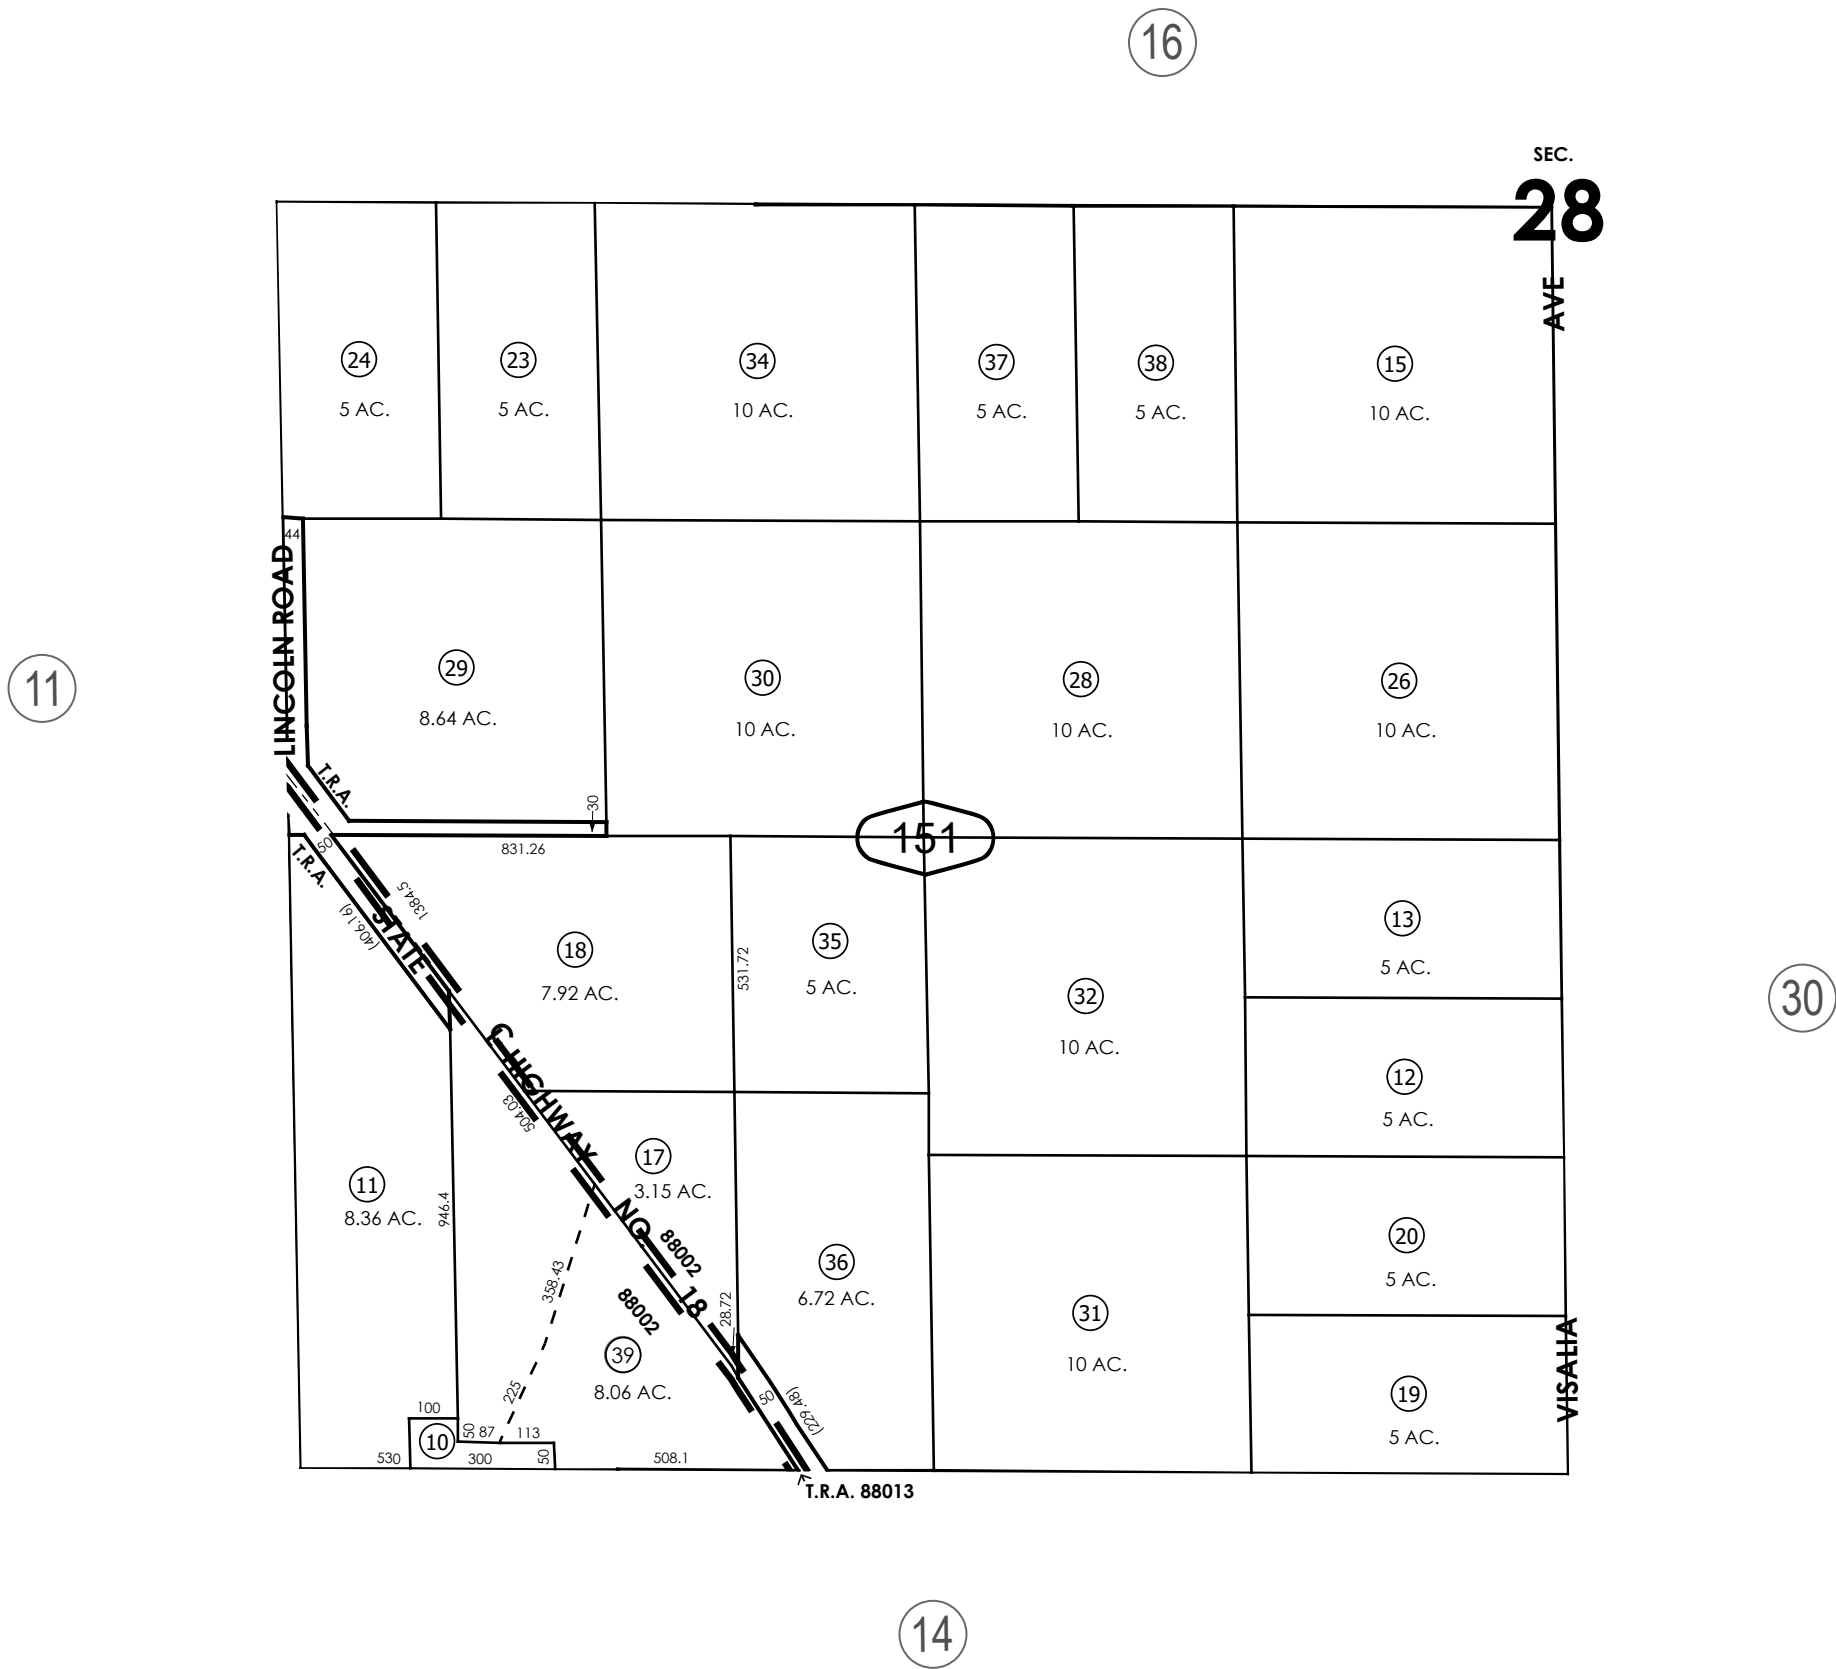 16
SEC.
28
AVE
24
5 AC.
23
5 AC.
34
10 AC.
37
5 AC.
38
5 AC.
15
10 AC.
44
LINCOLN ROAD
11
29
8.64 AC.
30
10 AC.
28
10 AC.
26
10 AC.
T.R.A.
30
831.26
151
50
T.R.A.
1384.5
(406.16)
STATE
18
7.92 AC.
531.72
35
5 AC.
32
10 AC.
13
5 AC.
30
12
5 AC.
C HIGHWAY
504.03
17
3.15 AC.
11
8.36 AC.
946.4
NO.
88002
18
88002
358.43
28.72
36
6.72 AC.
31
10 AC.
20
5 AC.
VISALIA
19
5 AC.
39
8.06 AC.
225
50
(229.48)
100
10
50
87
113
530
300
50
508.1
T.R.A. 88013
14